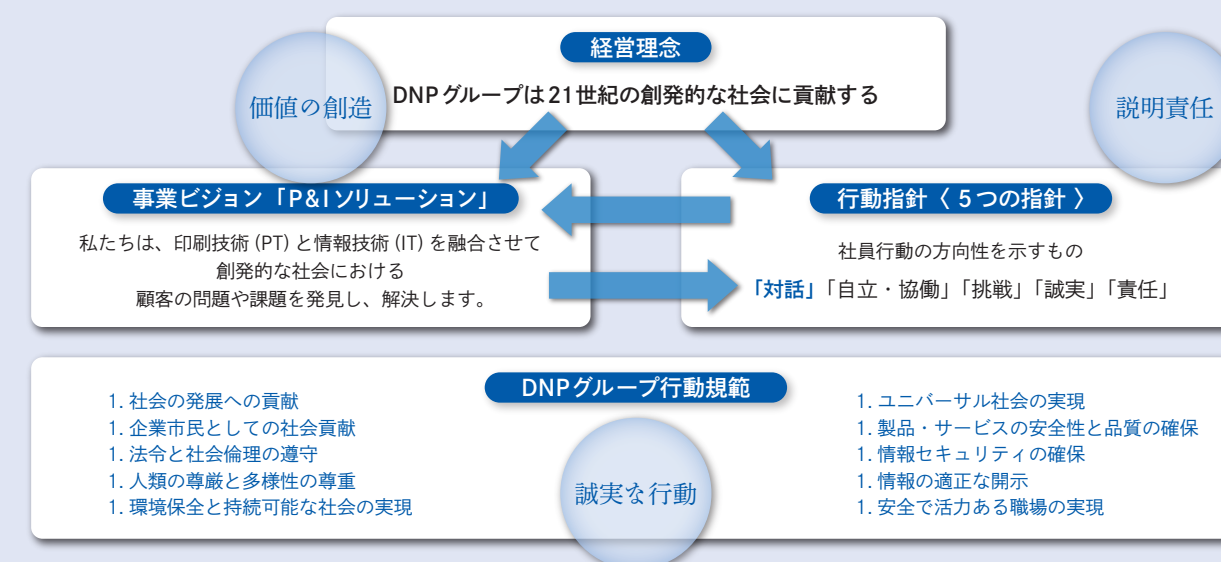 経営理念
DNPグループは21世紀の創発的な社会に貢献する
価値の創造
説明責任
事業ビジョン「P&Iソリューション」
私たちは、印刷技術 (PT) と情報技術 (IT) を融合させて
創発的な社会における
顧客の問題や課題を発見し、解決します。
行動指針〈 5つの指針 〉
社員行動の方向性を示すもの
「対話」「自立・協働」「挑戦」「誠実」「責任」
DNPグループ行動規範
1. 社会の発展への貢献
1. 企業市民としての社会貢献
1. 法令と社会倫理の遵守
1. 人類の尊厳と多様性の尊重
1. 環境保全と持続可能な社会の実現
誠実な行動
1. ユニバーサル社会の実現
1. 製品・サービスの安全性と品質の確保
1. 情報セキュリティの確保
1. 情報の適正な開示
1. 安全で活力ある職場の実現